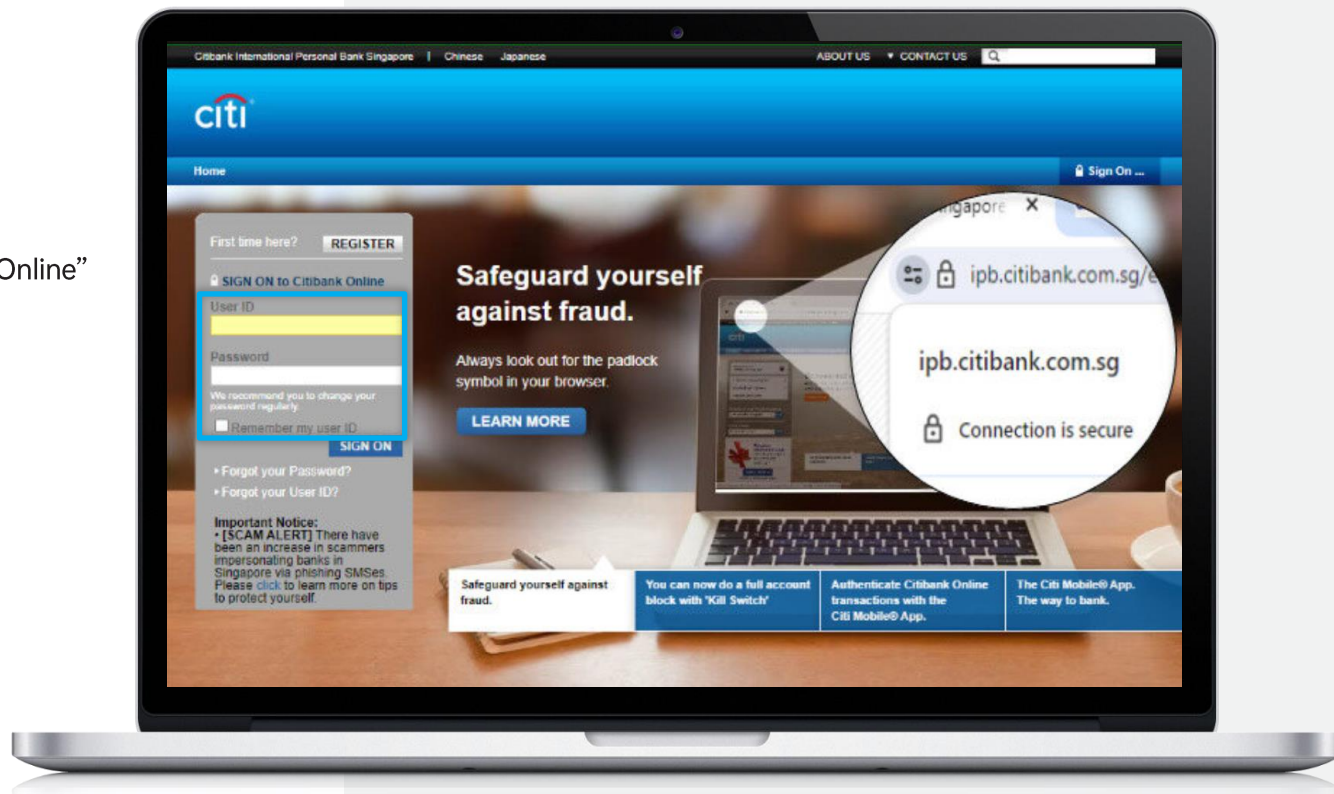 Online”
Citibank International Personal Bank Singapore | Chinese Japanese ABOUT US ▼ CONTACT US
citi
Home Sign On ...
First time here? REGISTER
SIGN ON to Citibank Online
User ID
Password
We recommend you to change your
password regularly.
Remember my user ID
SIGN ON
Forgot your Password?
Forgot your User ID?
Important Notice:
• [SCAM ALERT] There have
been an increase in scammers
impersonating banks in
Singapore via phishing SMSes.
Please click to learn more on tips
to protect yourself.
Safeguard yourself
against fraud.
Always look out for the padlock
symbol in your browser.
LEARN MORE
ngapore X
ipb.citibank.com.sg/e
ipb.citibank.com.sg
Connection is secure
Safeguard yourself against
fraud.
You can now do a full account
block with 'Kill Switch'
Authenticate Citibank Online
transactions with the
Citi Mobile® App.
The Citi Mobile® App.
The way to bank.